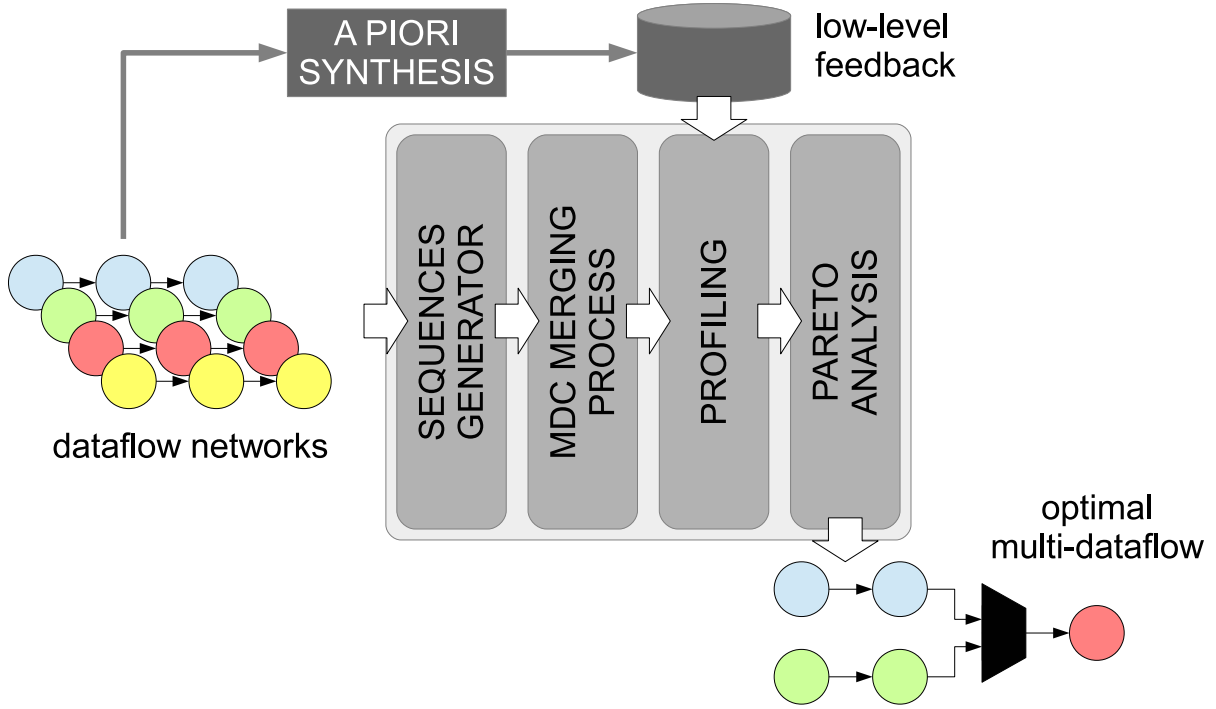 A PIORI
SYNTHESIS
low-level
feedback
SEQUENCES
GENERATOR
MDC MERGING
PROCESS
PROFILING
PARETO
ANALYSIS
dataflow networks
optimal
multi-dataflow